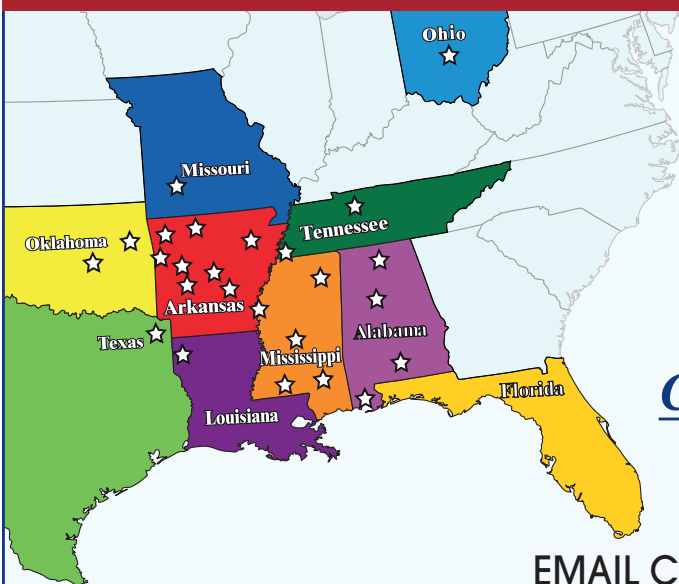 Ohio
Missouri
Tennessee
Oklahoma
Arkansas
Texas
Alabama
Mississippi
Florida
Louisiana
EMAIL C